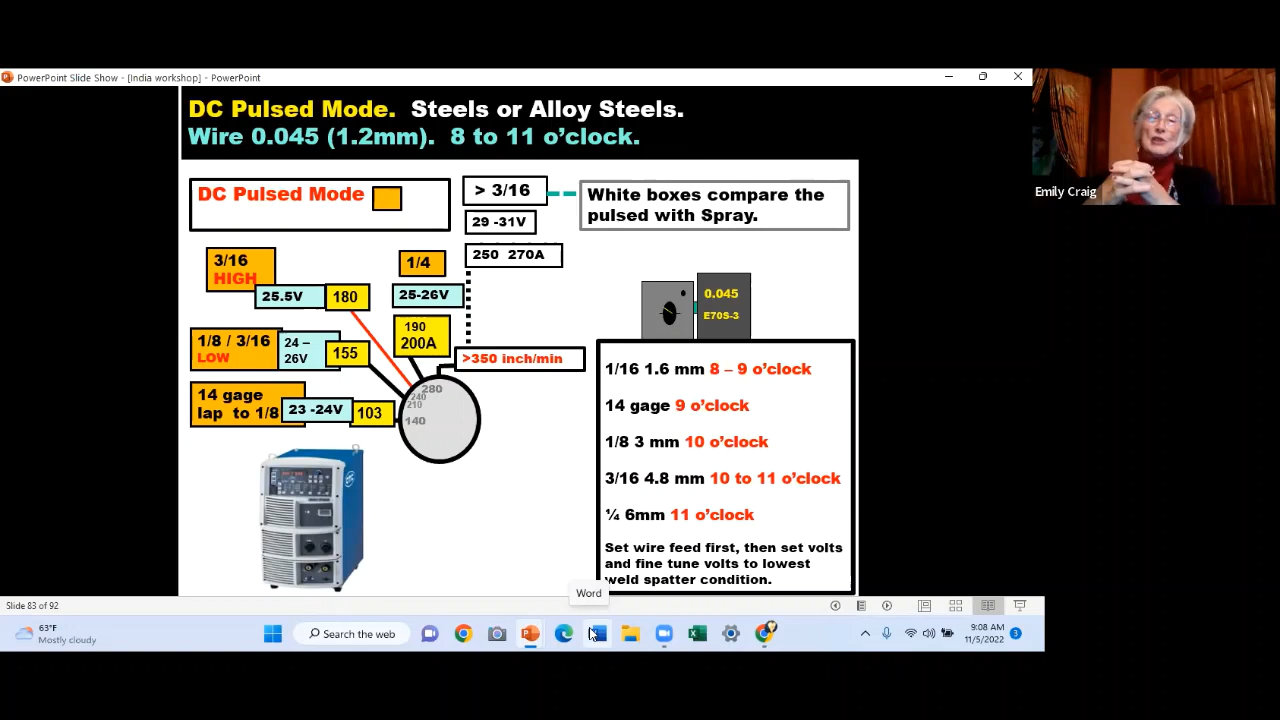 PowerPoint Slide Show - [India workshop] - PowerPoint
DC Pulsed Mode. Steels or Alloy Steels.
Wire 0.045 (1.2mm). 8 to 11 o'clock.
DC Pulsed Mode
> 3/16
29 -31V
250 270A
White boxes compare the
pulsed with Spray.
3/16
HIGH
25.5V
180
1/4
25-26V
190
200A
1/8 / 3/16
LOW
24 –
26V
155
>350 inch/min
14 gage
lap to 1/8
23 -24V
103
280
240
210
140
0.045
E70S-3
1/16 1.6 mm 8 – 9 o'clock
14 gage 9 o'clock
1/8 3 mm 10 o'clock
3/16 4.8 mm 10 to 11 o'clock
¼ 6mm 11 o'clock
Set wire feed first, then set volts
and fine tune volts to lowest
weld spatter condition.
Word
Slide 83 of 92
63°F
Mostly cloudy
Search the web
9:08 AM
11/5/2022
3
Emily Craig